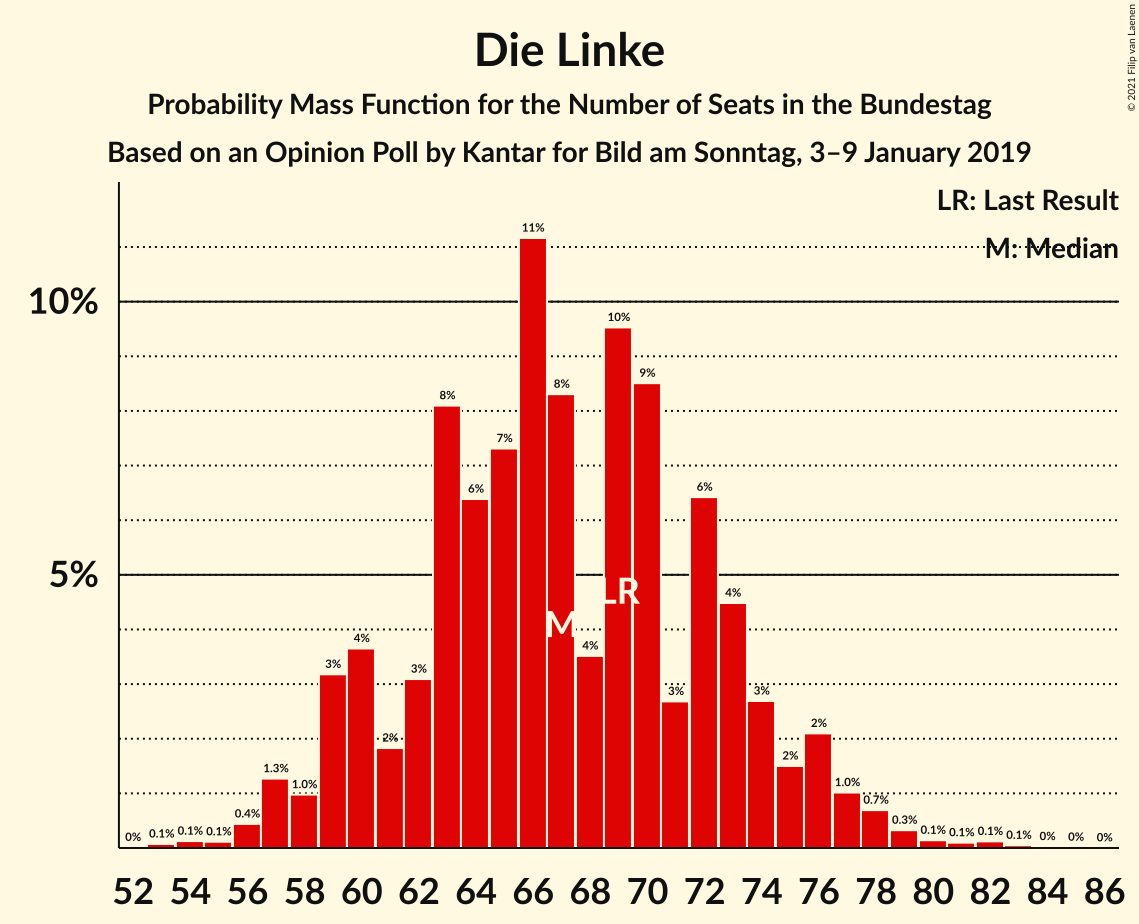 Die Linke
Probability Mass Function for the Number of Seats in the Bundestag
Based on an Opinion Poll by Kantar for Bild am Sonntag, 3–9 January 2019
© 2021 Filip van Laenen
LR: Last Result
M: Median
10%
5%
0% 0.1% 0.1% 0.1% 0.4% 1.3% 1.0% 3% 4% 2% 3% 8% 6% 7% 11% 8% 4% 10% 9% 3% 6% 4% 3% 2% 2% 1.0% 0.7% 0.3% 0.1% 0.1% 0.1% 0.1% 0% 0% 0%
M
LR
52 54 56 58 60 62 64 66 68 70 72 74 76 78 80 82 84 86